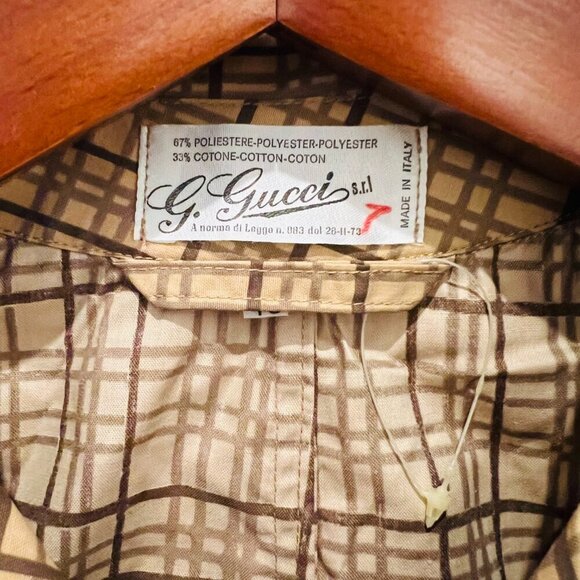 67% POLIESTERE-POLYESTER-POLYESTER
33% COTONE-COTTON-COTON
G. Gucci s.r.l
7
A norma di Legge n. 883 del 26-11-73
MADE IN ITALY